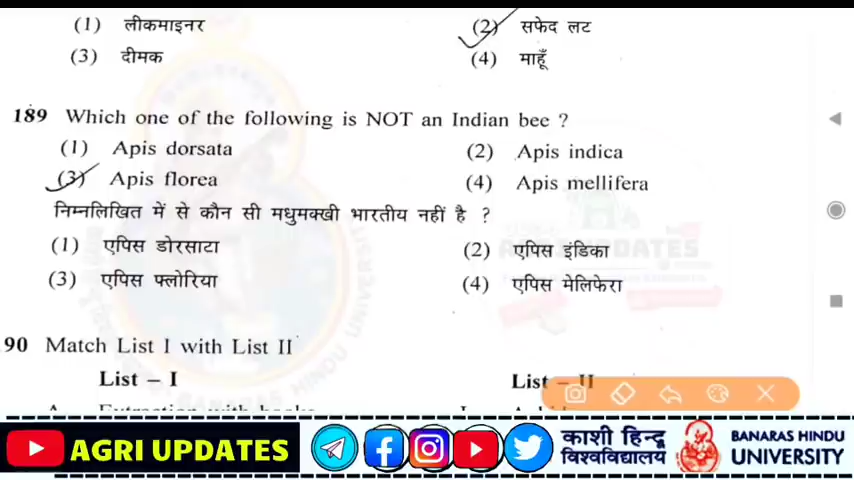 (1) लीकमाइनर (2) सफेद लट
(3) दीमक (4) माहूँ
189 Which one of the following is NOT an Indian bee ?
(1) Apis dorsata (2) Apis indica
(3) Apis florea (4) Apis mellifera
निम्नलिखित में से कौन सी मधुमक्खी भारतीय नहीं है ?
(1) एपिस डोरसाटा (2) एपिस इंडिका
(3) एपिस फ्लोरिया (4) एपिस मेलिफेरा
90 Match List I with List II
List – I List – II
AGRI UPDATES
काशी हिन्दू
विश्वविद्यालय
BANARAS HINDU
UNIVERSITY